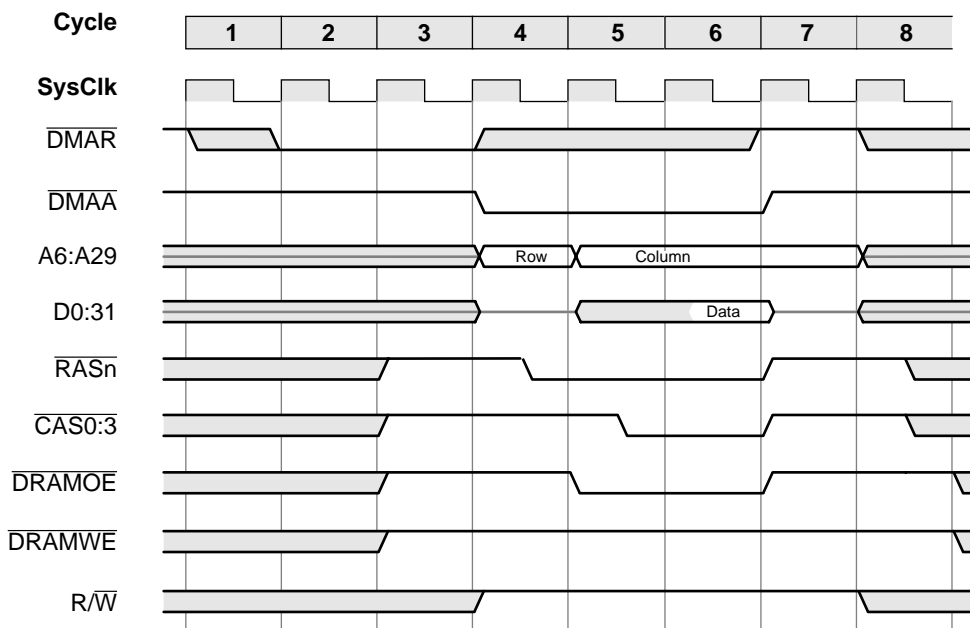 Cycle 1 2 3 4 5 6 7 8
SysClk
DMAR
DMAA
A6:A29 Row Column
D0:31 Data
RASn
CAS0:3
DRAMOE
DRAMWE
R/W